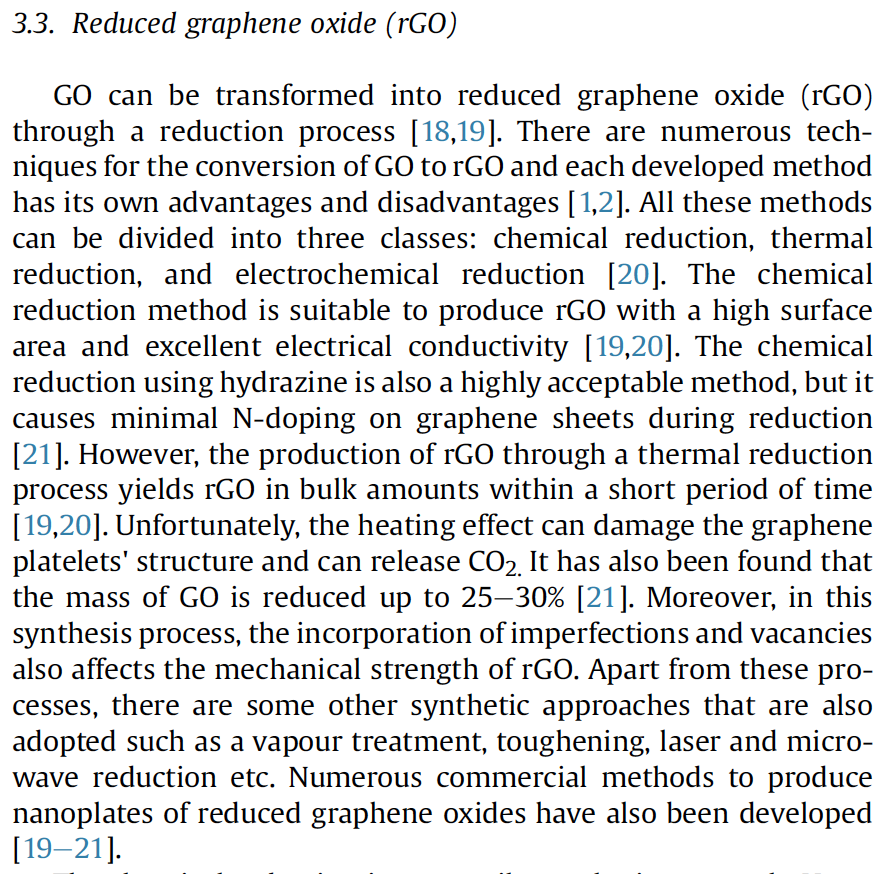 3.3. Reduced graphene oxide (rGO)
GO can be transformed into reduced graphene oxide (rGO)
through a reduction process [18,19]. There are numerous tech-
niques for the conversion of GO to rGO and each developed method
has its own advantages and disadvantages [1,2]. All these methods
can be divided into three classes: chemical reduction, thermal
reduction, and electrochemical reduction [20]. The chemical
reduction method is suitable to produce rGO with a high surface
area and excellent electrical conductivity [19,20]. The chemical
reduction using hydrazine is also a highly acceptable method, but it
causes minimal N-doping on graphene sheets during reduction
[21]. However, the production of rGO through a thermal reduction
process yields rGO in bulk amounts within a short period of time
[19,20]. Unfortunately, the heating effect can damage the graphene
platelets' structure and can release CO₂. It has also been found that
the mass of GO is reduced up to 25–30% [21]. Moreover, in this
synthesis process, the incorporation of imperfections and vacancies
also affects the mechanical strength of rGO. Apart from these pro-
cesses, there are some other synthetic approaches that are also
adopted such as a vapour treatment, toughening, laser and micro-
wave reduction etc. Numerous commercial methods to produce
nanoplates of reduced graphene oxides have also been developed
[19–21].